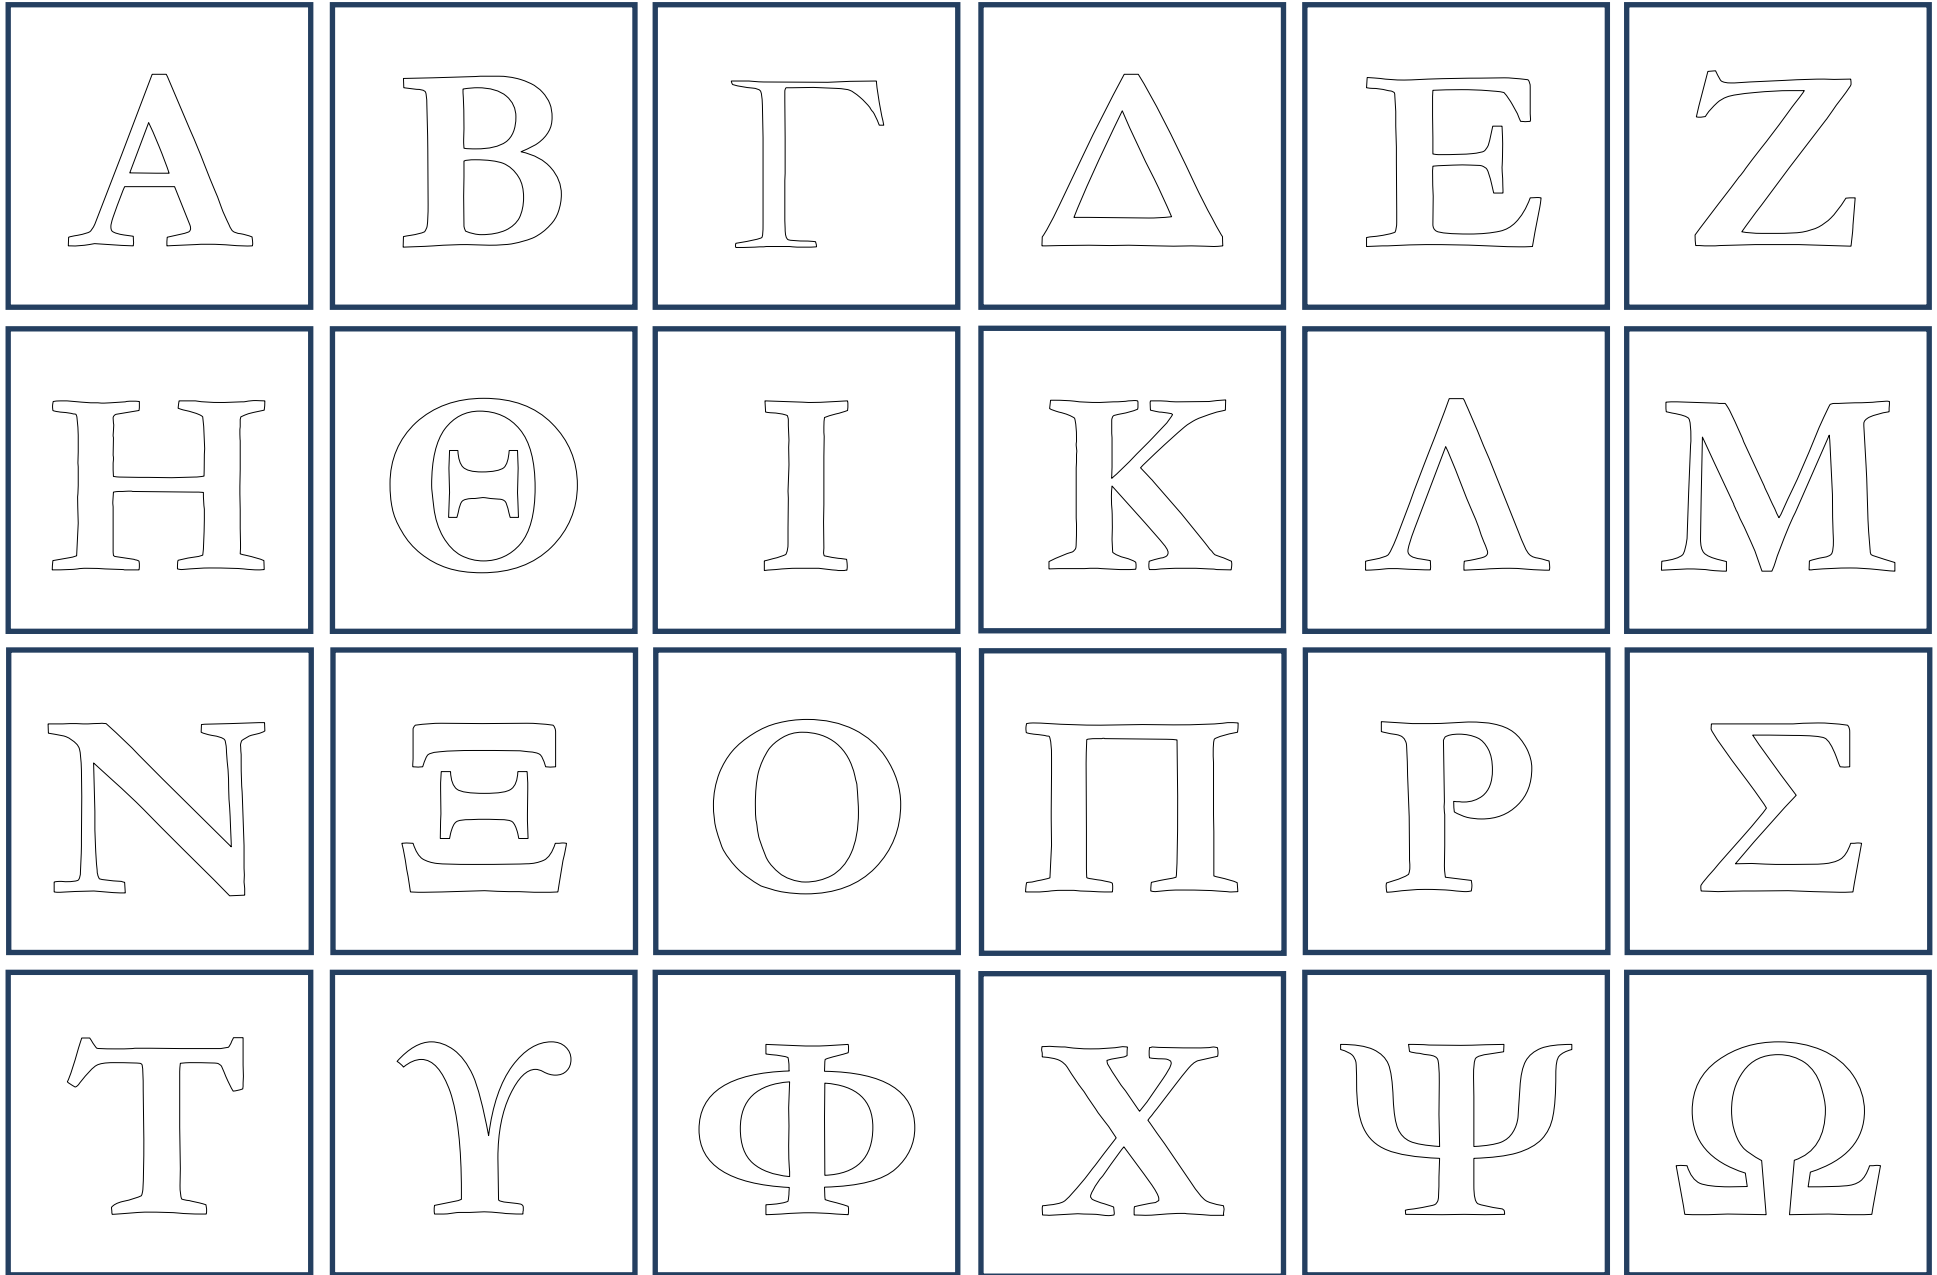 Α Β Γ Δ Ε Ζ
Η Θ Ι Κ Λ Μ
Ν Ξ Ο Π Ρ Σ
Τ ϒ Φ Χ Ψ Ω